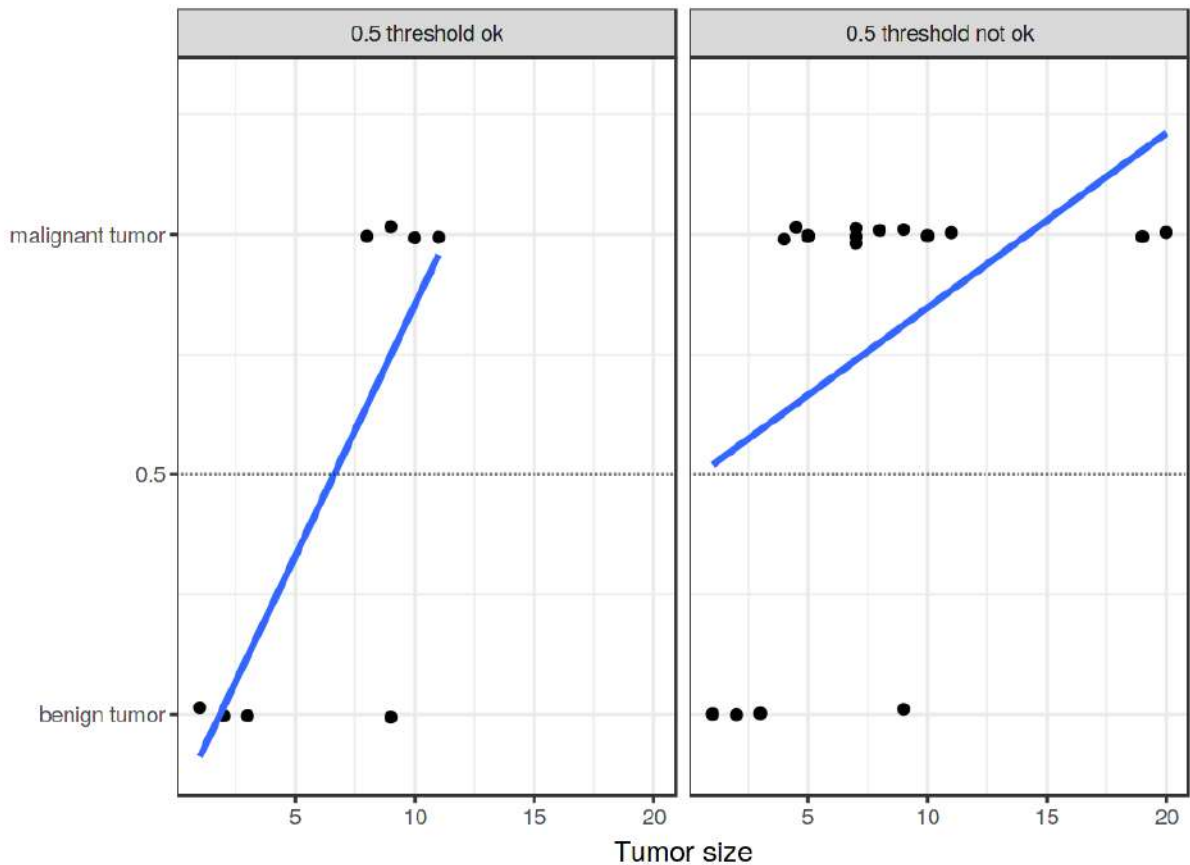 0.5 threshold ok
0.5 threshold not ok
malignant tumor
0.5
benign tumor
5 10 15 20
5 10 15 20
Tumor size